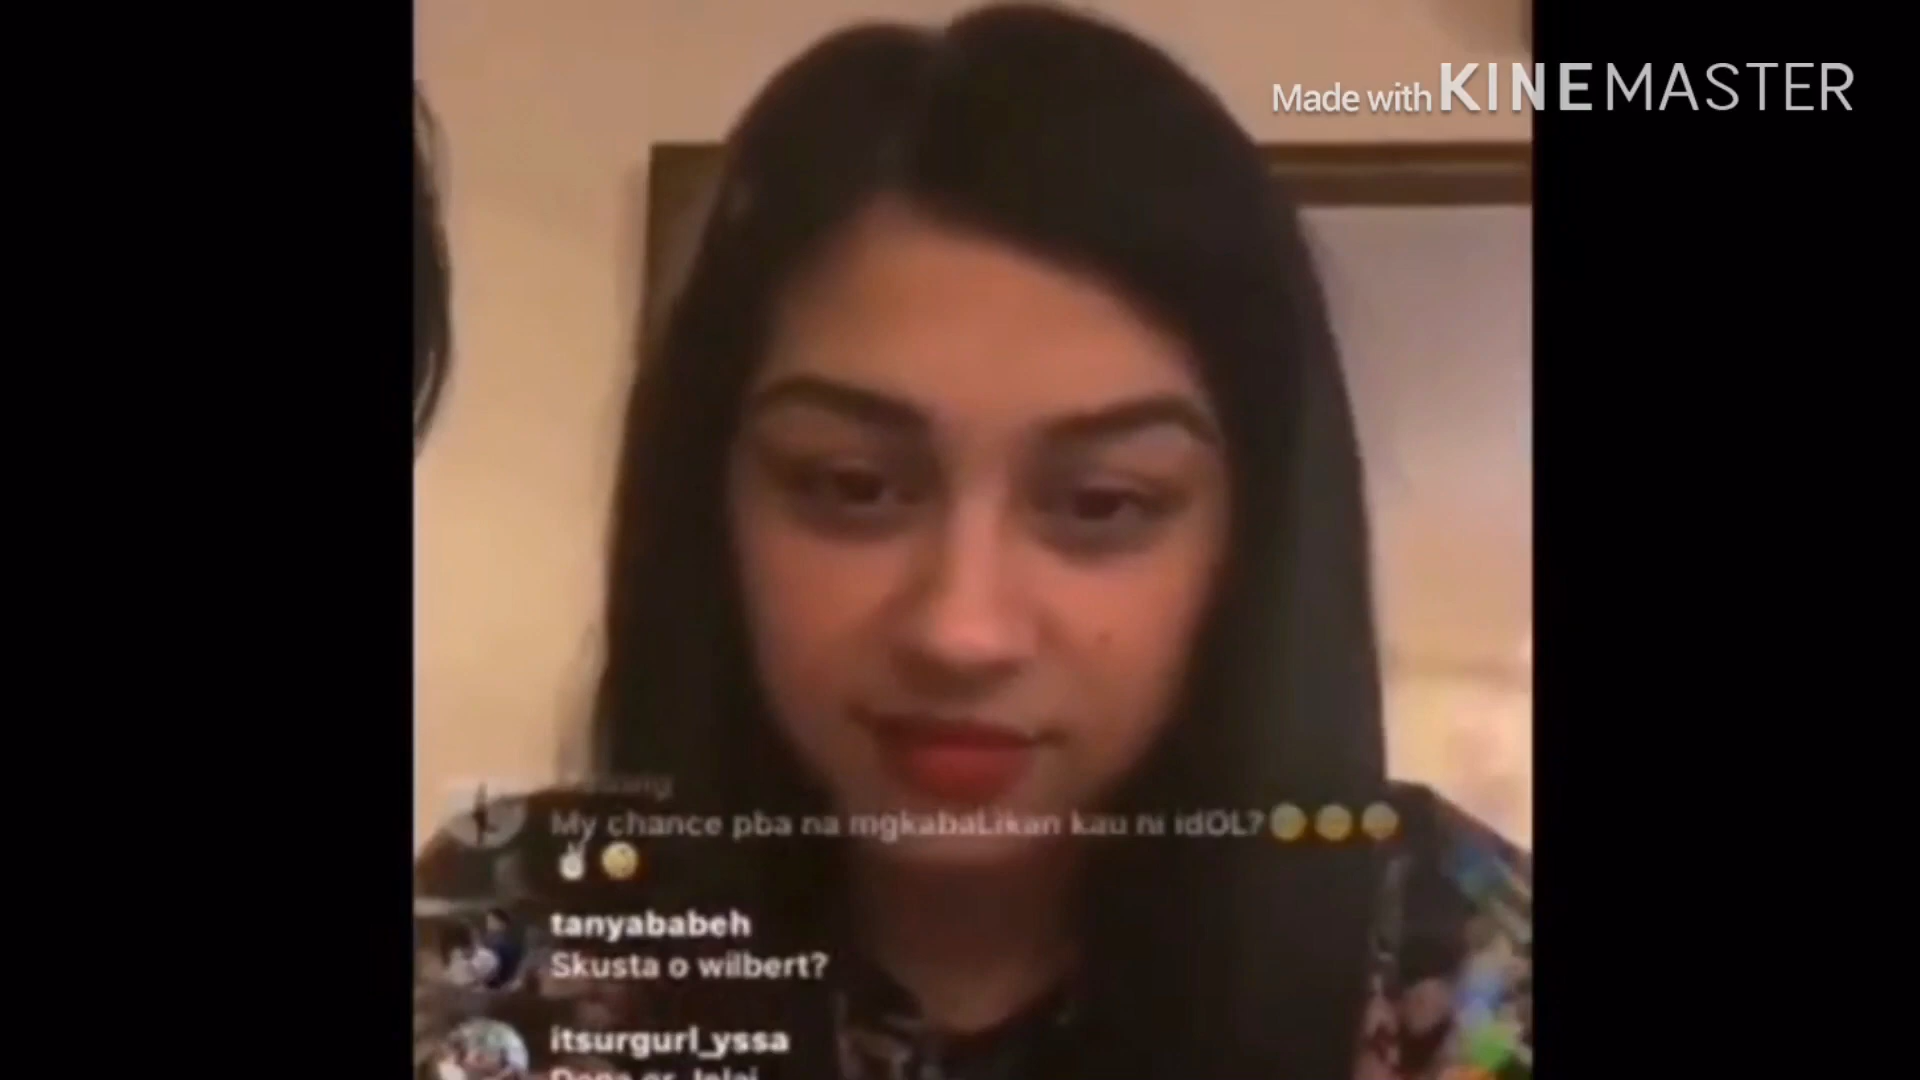 Made with KINEMASTER
My chance pba na mgkabaLikan kau ni idOL?
tanyababeh
Skusta o wilbert?
itsurgurl_yssa